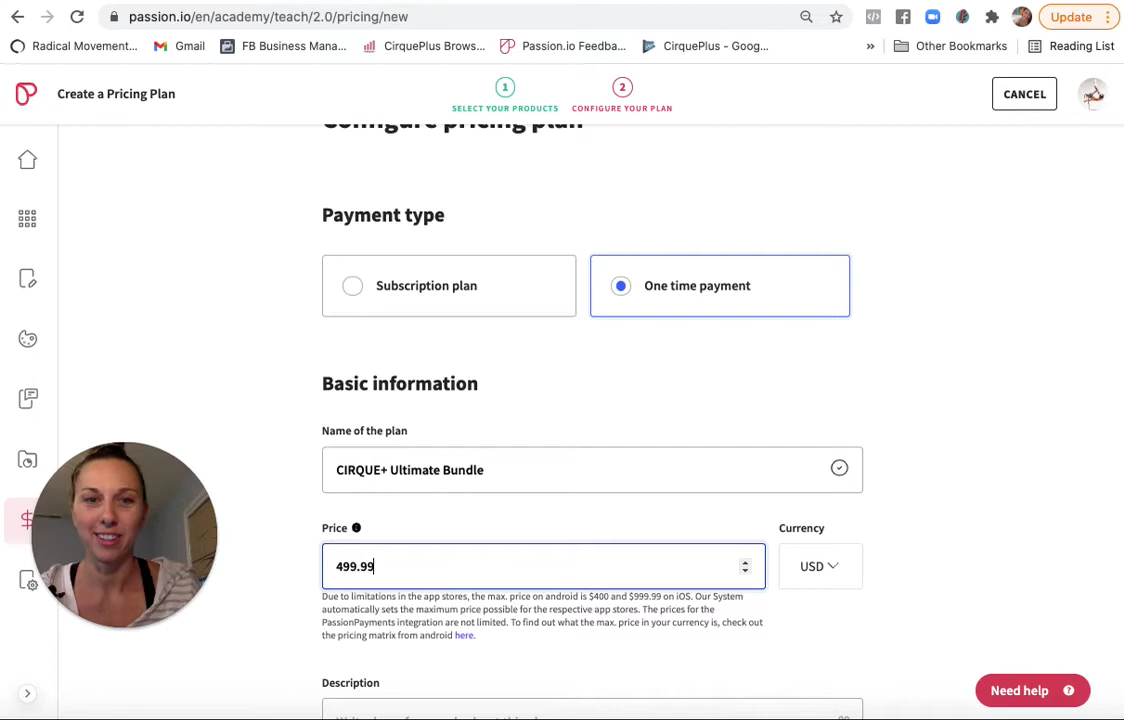 passion.io/en/academy/teach/2.0/pricing/new
Update
Radical Movement...
Gmail
FB Business Mana...
CirquePlus Brows...
Passion.io Feedba...
CirquePlus - Goog...
»
Other Bookmarks
Reading List
Create a Pricing Plan
1
SELECT YOUR PRODUCTS
2
CONFIGURE YOUR PLAN
CANCEL
Configure pricing plan
Payment type
Subscription plan
One time payment
Basic information
Name of the plan
CIRQUE+ Ultimate Bundle
Price
Currency
499.99
USD
Due to limitations in the app stores, the max. price on android is $400 and $999.99 on iOS. Our System
automatically sets the maximum price possible for the respective app stores. The prices for the
PassionPayments integration are not limited. To find out what the max. price in your currency is, check out
the pricing matrix from android here.
Description
Need help ?